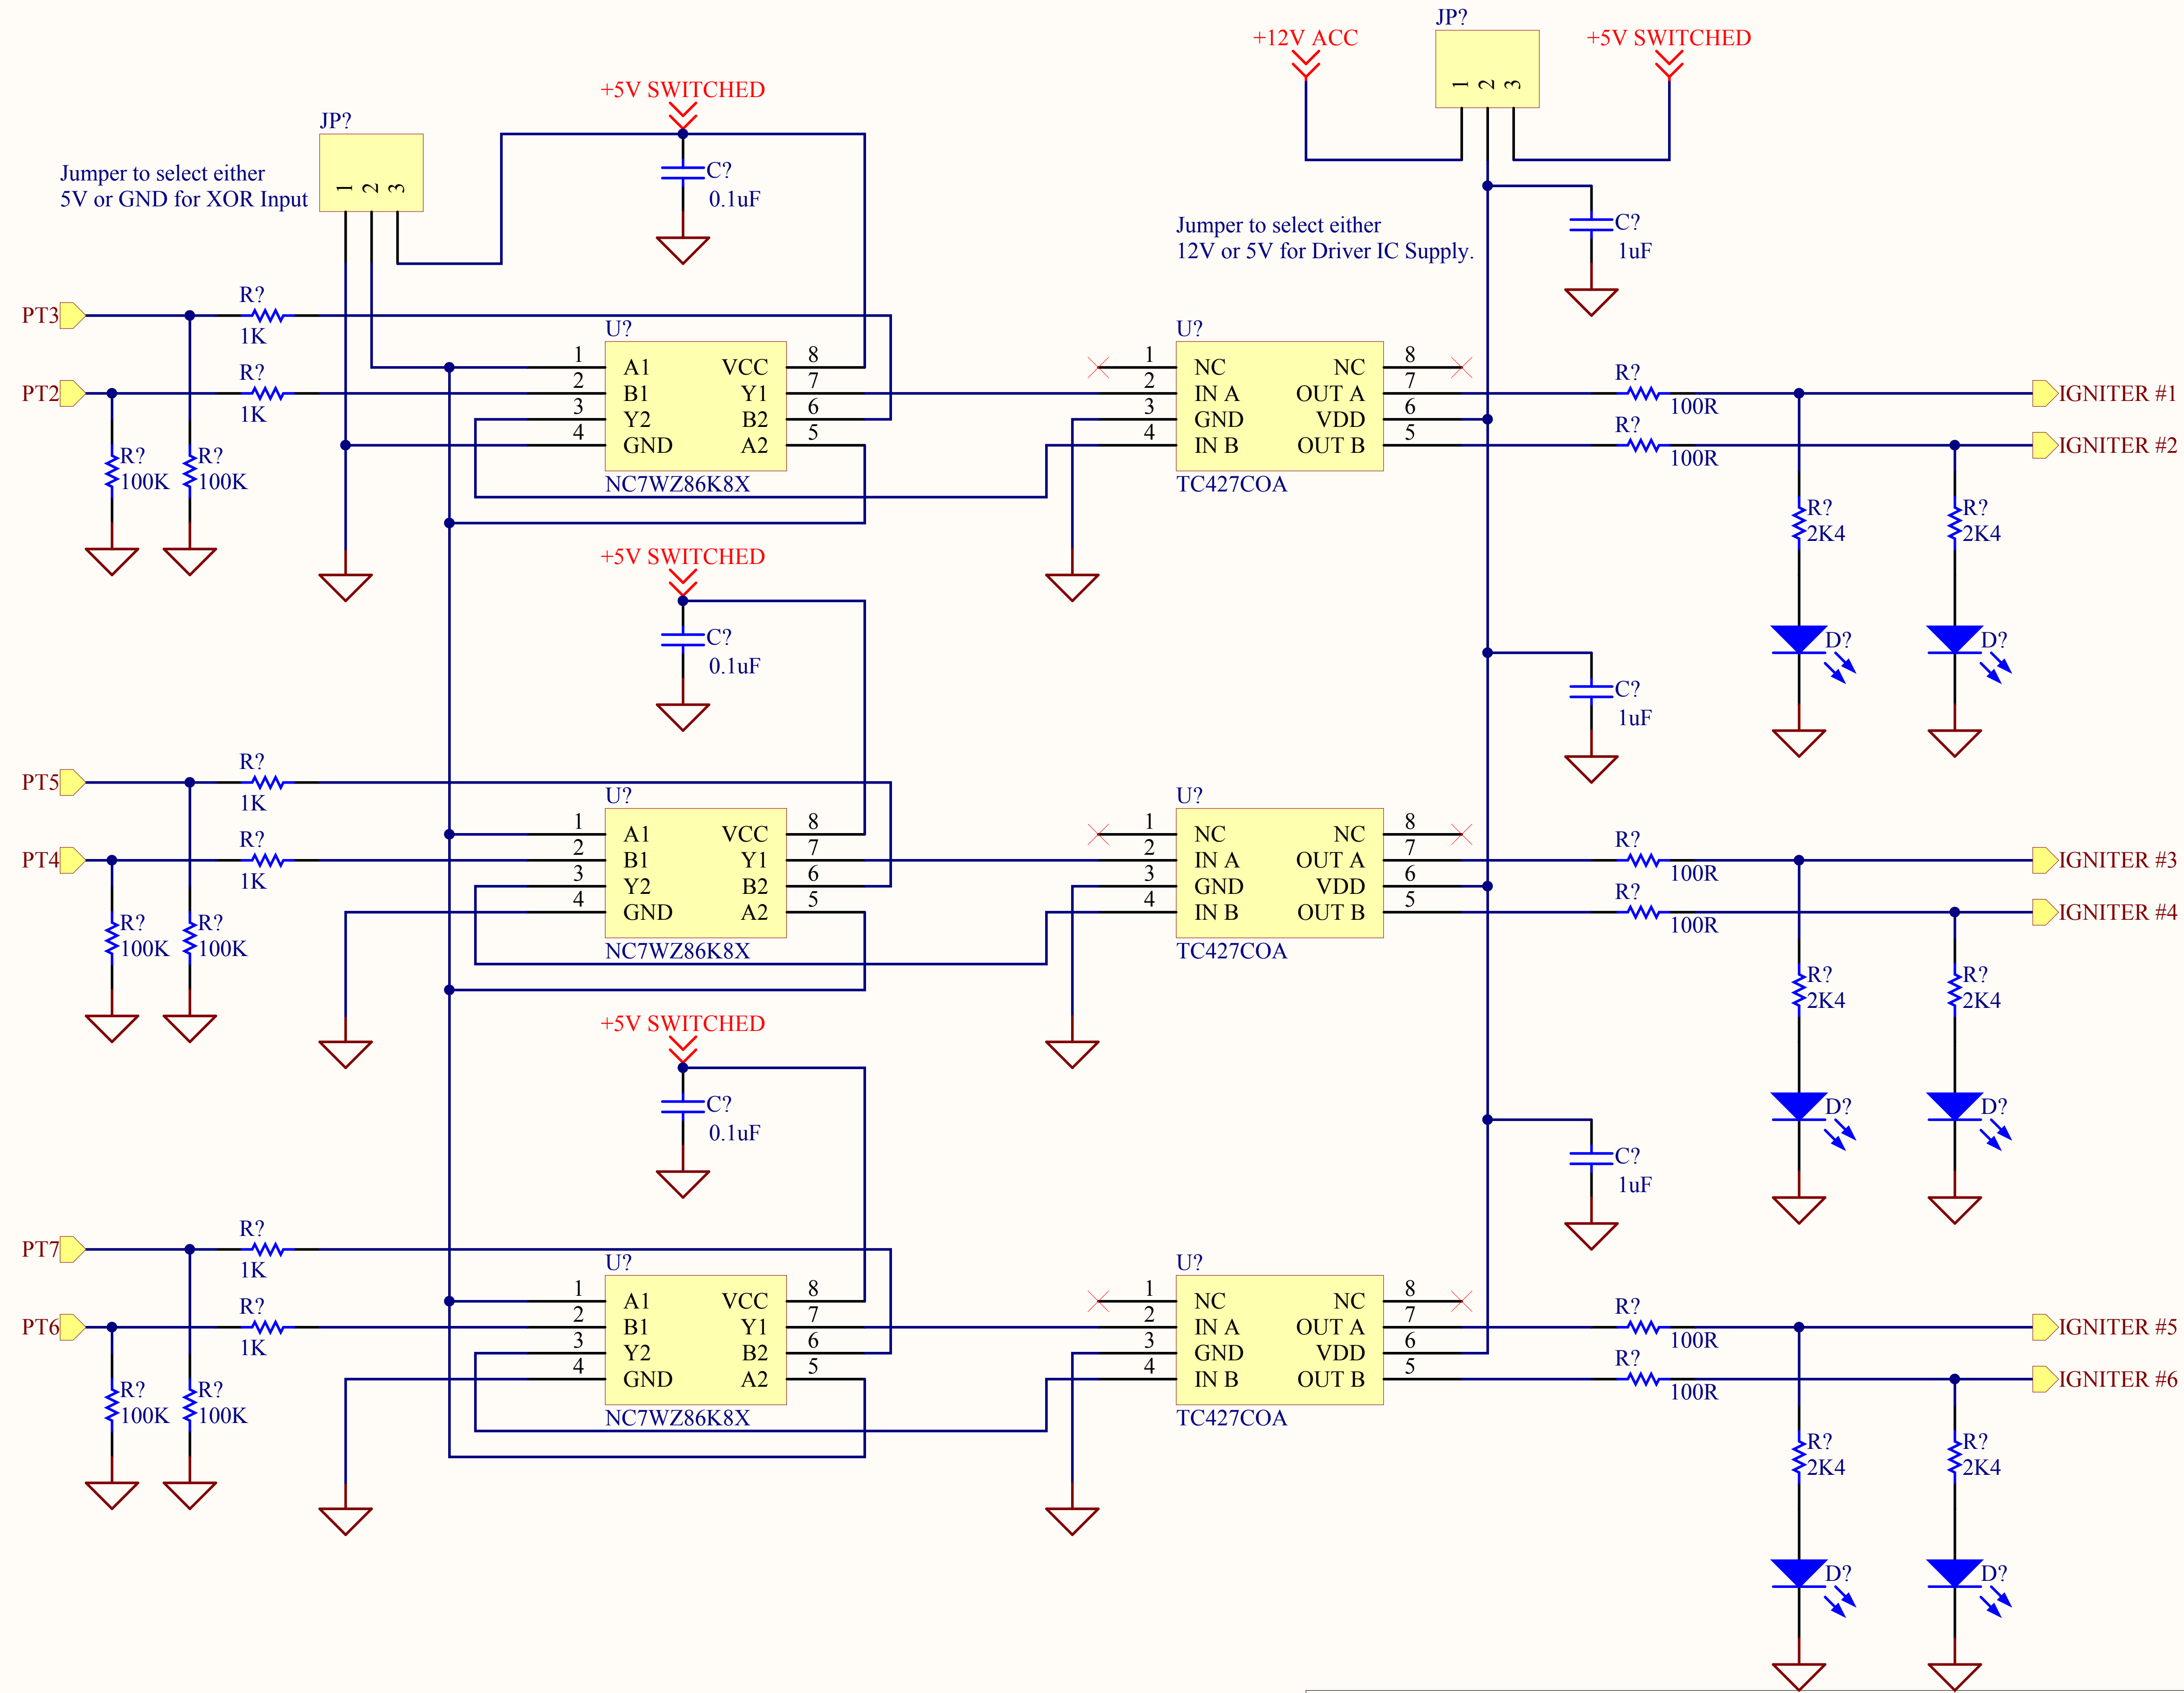 JP?
+12V ACC
+5V SWITCHED
1 2 3
+5V SWITCHED
JP?
1 2 3
Jumper to select either
5V or GND for XOR Input
C?
0.1uF
Jumper to select either
12V or 5V for Driver IC Supply.
C?
1uF
PT3
R?
1K
PT2
R?
1K
R?
100K
R?
100K
U?
1 A1 VCC 8
2 B1 Y1 7
3 Y2 B2 6
4 GND A2 5
NC7WZ86K8X
U?
1 NC NC 8
2 IN A OUT A 7
3 GND VDD 6
4 IN B OUT B 5
TC427COA
R?
100R
R?
100R
IGNITER #1
IGNITER #2
R?
2K4
R?
2K4
D?
D?
+5V SWITCHED
C?
0.1uF
C?
1uF
PT5
R?
1K
PT4
R?
1K
R?
100K
R?
100K
U?
1 A1 VCC 8
2 B1 Y1 7
3 Y2 B2 6
4 GND A2 5
NC7WZ86K8X
U?
1 NC NC 8
2 IN A OUT A 7
3 GND VDD 6
4 IN B OUT B 5
TC427COA
R?
100R
R?
100R
IGNITER #3
IGNITER #4
R?
2K4
R?
2K4
D?
D?
+5V SWITCHED
C?
0.1uF
C?
1uF
PT7
R?
1K
PT6
R?
1K
R?
100K
R?
100K
U?
1 A1 VCC 8
2 B1 Y1 7
3 Y2 B2 6
4 GND A2 5
NC7WZ86K8X
U?
1 NC NC 8
2 IN A OUT A 7
3 GND VDD 6
4 IN B OUT B 5
TC427COA
R?
100R
R?
100R
IGNITER #5
IGNITER #6
R?
2K4
R?
2K4
D?
D?